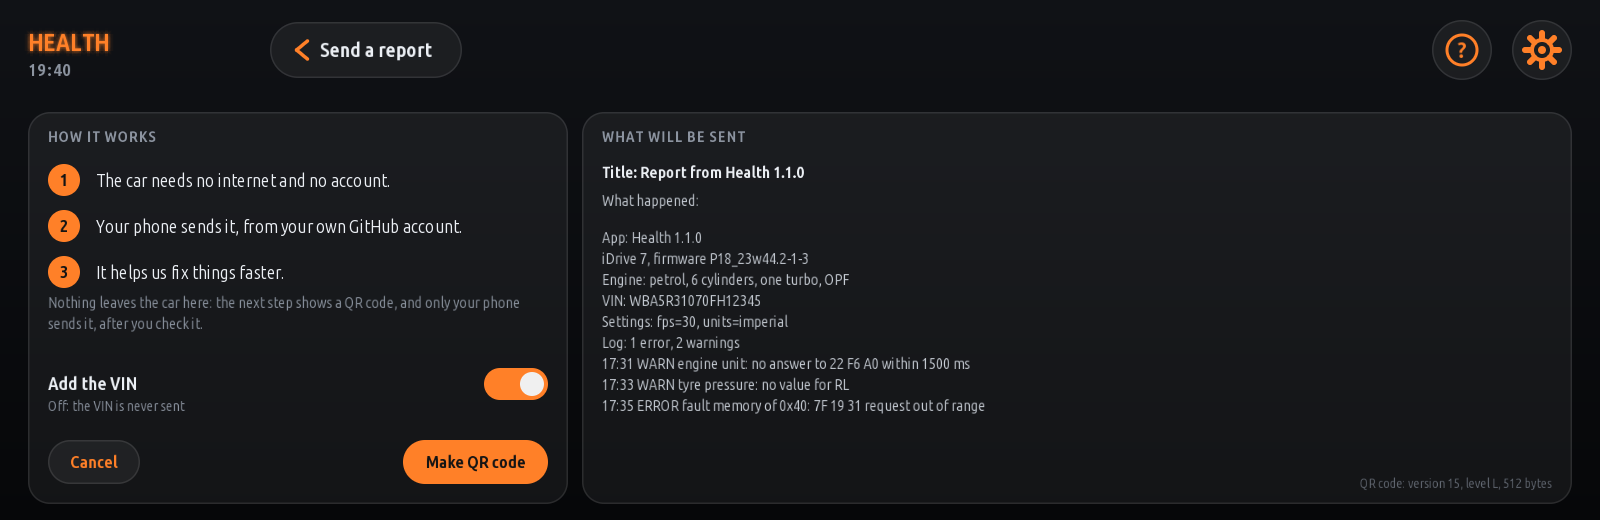 HEALTH
19:40
Send a report
?
HOW IT WORKS
1 The car needs no internet and no account.
2 Your phone sends it, from your own GitHub account.
3 It helps us fix things faster.
Nothing leaves the car here: the next step shows a QR code, and only your phone
sends it, after you check it.
Add the VIN
Off: the VIN is never sent
Cancel
Make QR code
WHAT WILL BE SENT
Title: Report from Health 1.1.0
What happened:
App: Health 1.1.0
iDrive 7, firmware P18_23w44.2-1-3
Engine: petrol, 6 cylinders, one turbo, OPF
VIN: WBA5R31070FH12345
Settings: fps=30, units=imperial
Log: 1 error, 2 warnings
17:31 WARN engine unit: no answer to 22 F6 A0 within 1500 ms
17:33 WARN tyre pressure: no value for RL
17:35 ERROR fault memory of 0x40: 7F 19 31 request out of range
QR code: version 15, level L, 512 bytes